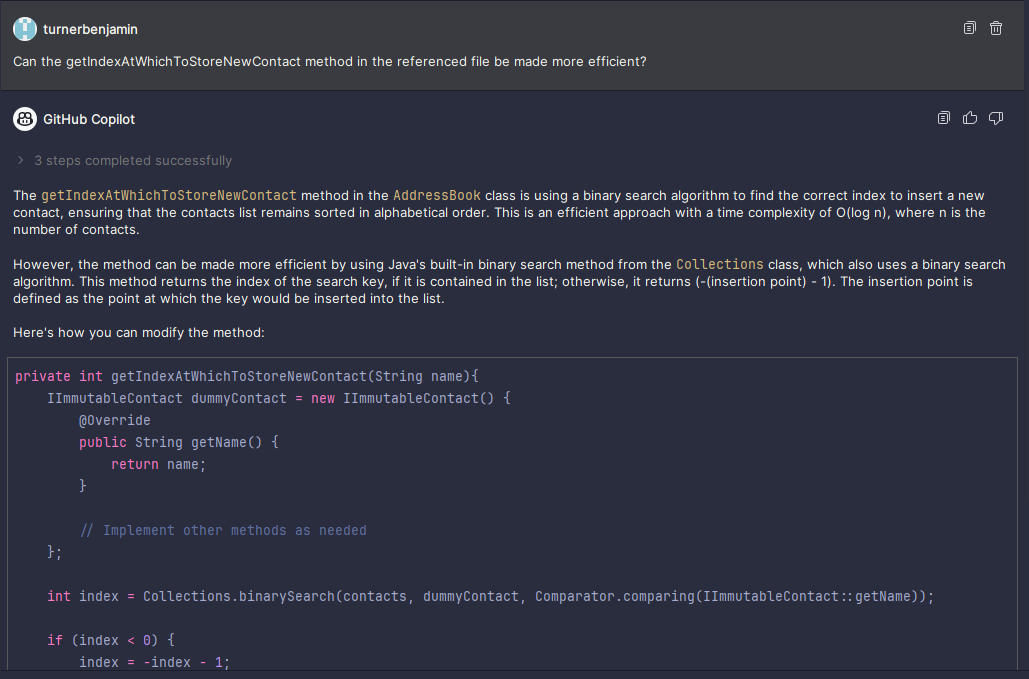 turnerbenjamin
Can the getIndexAtWhichToStoreNewContact method in the referenced file be made more efficient?
GitHub Copilot
3 steps completed successfully
The getIndexAtWhichToStoreNewContact method in the AddressBook class is using a binary search algorithm to find the correct index to insert a new
contact, ensuring that the contacts list remains sorted in alphabetical order. This is an efficient approach with a time complexity of O(log n), where n is the
number of contacts.
However, the method can be made more efficient by using Java's built-in binary search method from the Collections class, which also uses a binary search
algorithm. This method returns the index of the search key, if it is contained in the list; otherwise, it returns (-(insertion point) - 1). The insertion point is
defined as the point at which the key would be inserted into the list.
Here's how you can modify the method:
private int getIndexAtWhichToStoreNewContact(String name){
    IImmutableContact dummyContact = new IImmutableContact() {
        @Override
        public String getName() {
            return name;
        }
        // Implement other methods as needed
    };
    int index = Collections.binarySearch(contacts, dummyContact, Comparator.comparing(IImmutableContact::getName));
    if (index < 0) {
        index = -index - 1;